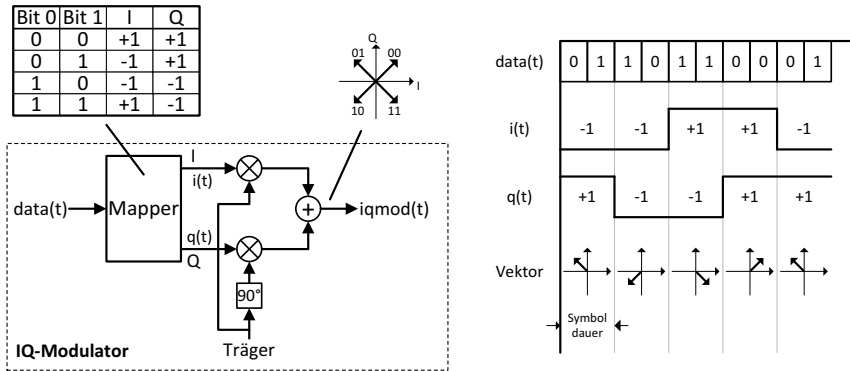 Bit 0 Bit 1 I Q
0 0 +1 +1
0 1 -1 +1
1 0 -1 -1
1 1 +1 -1
Q
01 00
I
10 11
I
i(t)
data(t) Mapper iqmod(t)
q(t)
Q
90°
Träger
IQ-Modulator
data(t) 0 1 1 0 1 1 0 0 0 1
i(t) -1 -1 +1 +1 -1
q(t) +1 -1 -1 +1 +1
Vektor
Symbol
dauer